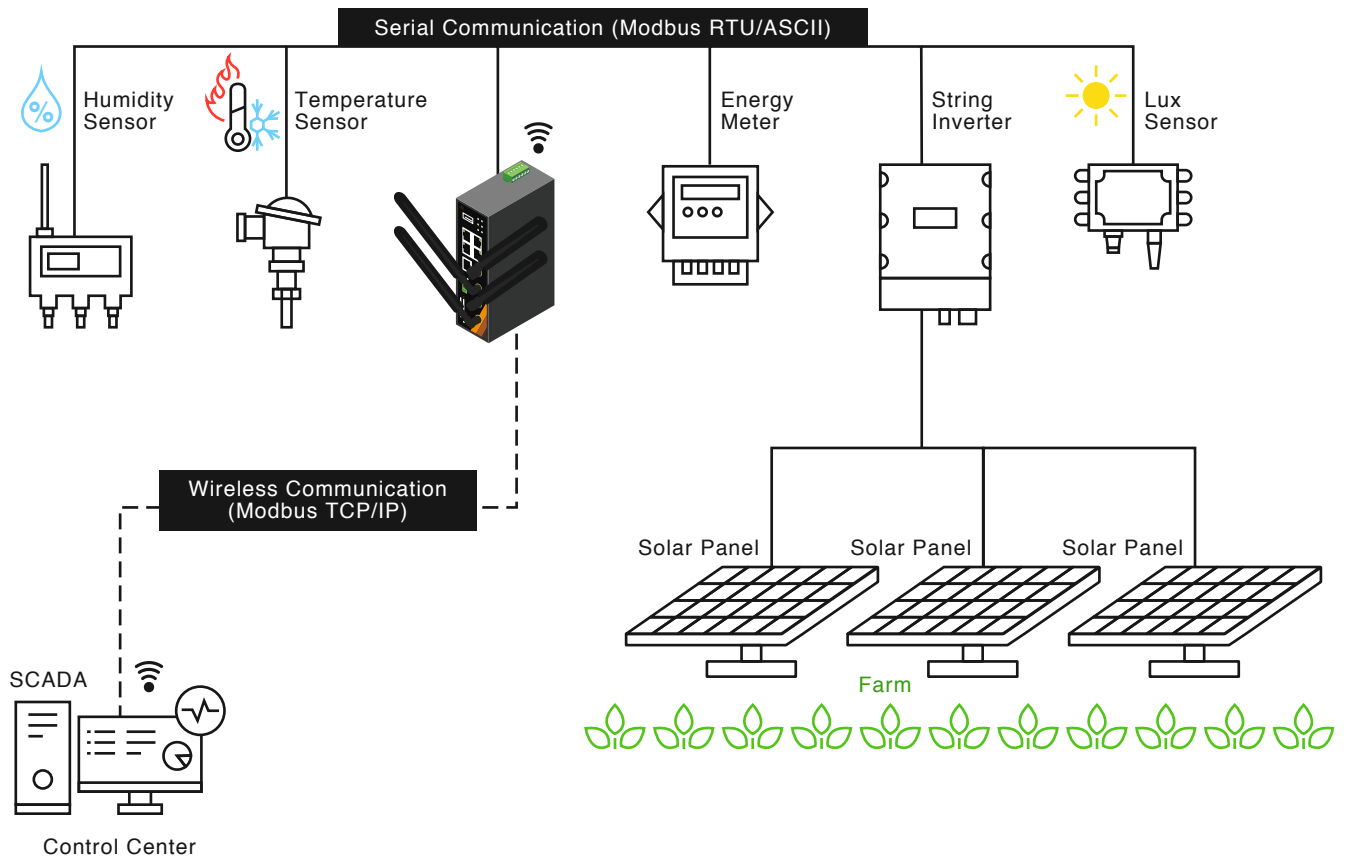 Serial Communication (Modbus RTU/ASCII)
%
Humidity
Sensor
Temperature
Sensor
Energy
Meter
String
Inverter
Lux
Sensor
Wireless Communication
(Modbus TCP/IP)
Solar Panel
Solar Panel
Solar Panel
SCADA
Farm
Control Center